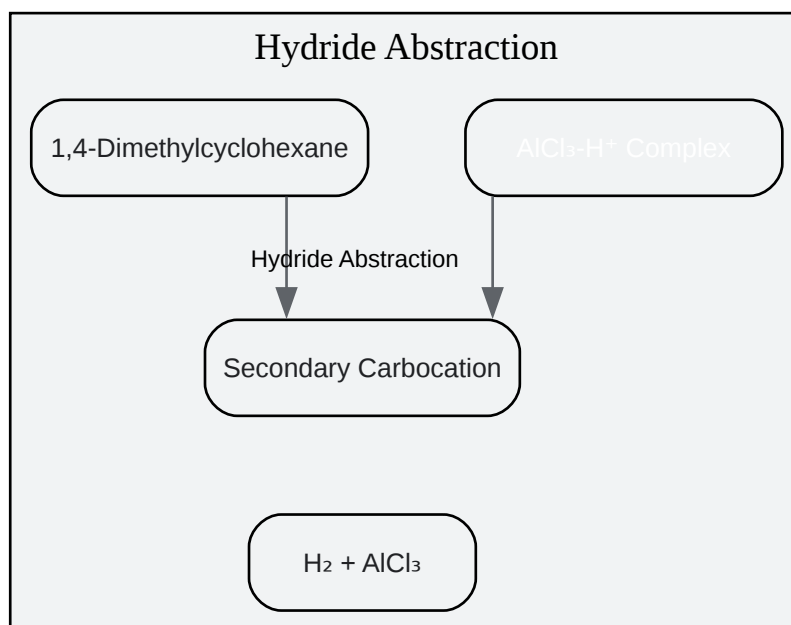 Hydride Abstraction
1,4-Dimethylcyclohexane
AlCl₃-H⁺ Complex
Hydride Abstraction
Secondary Carbocation
H₂ + AlCl₃